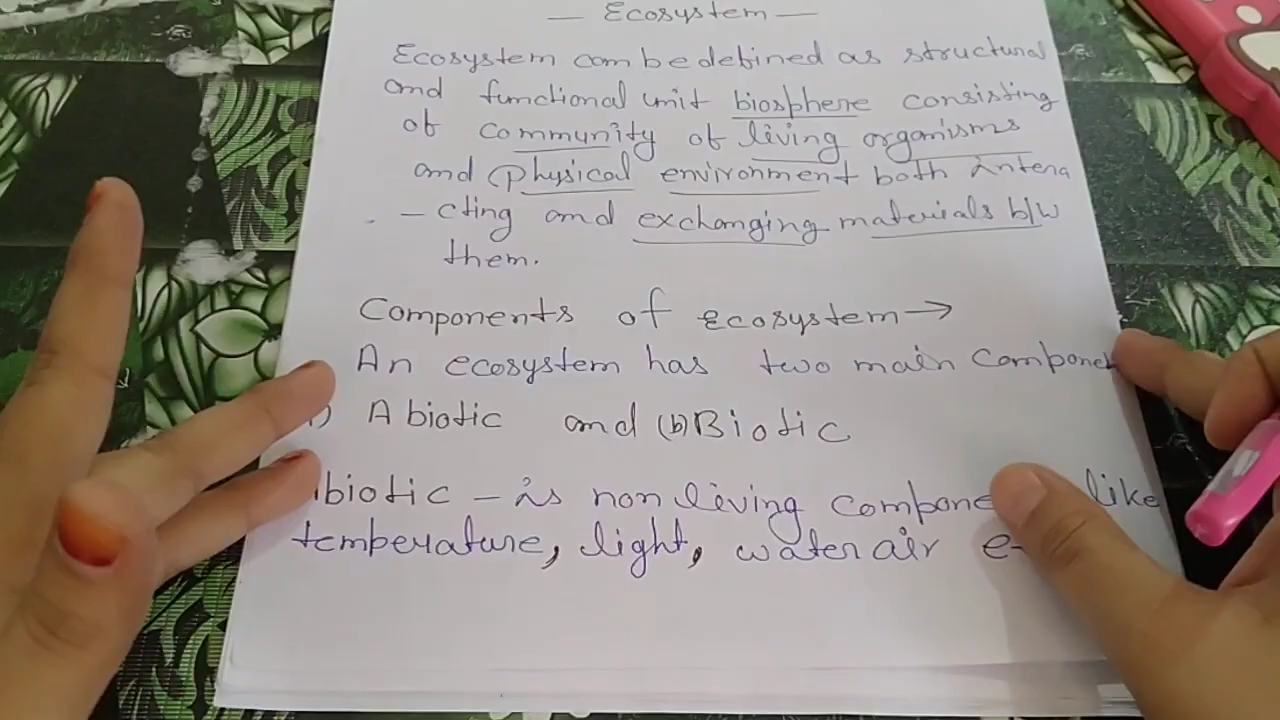 — Ecosystem —
Ecosystem can be defined as structural
and functional unit biosphere consisting
of community of living organisms
and physical environment both intera
- cting and exchanging materials b/w
them.
Components of ecosystem →
An ecosystem has two main
) Abiotic and (b) Biotic
biotic - is non living compone like
temperature, light, water air e